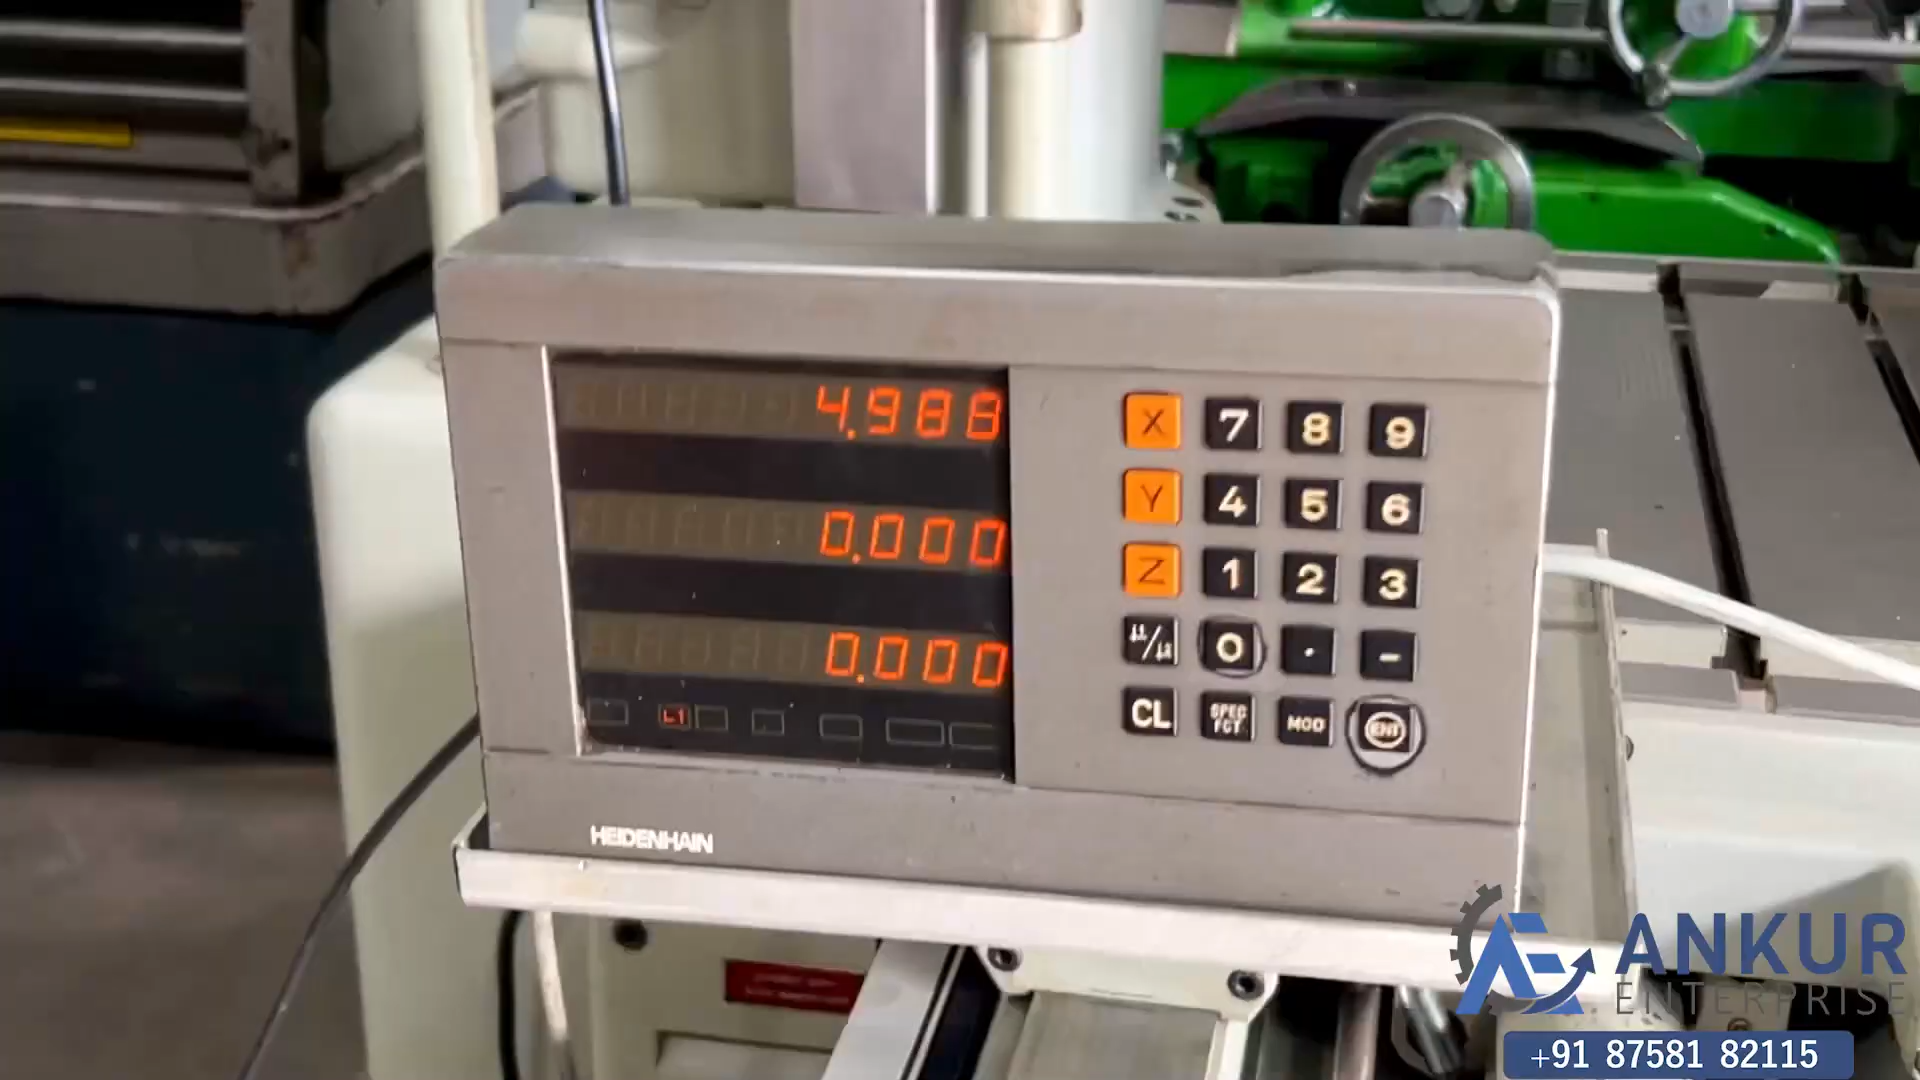 4.988
0.000
0.000
L1
X 7 8 9
Y 4 5 6
Z 1 2 3
0 . -
CL SPEC FCT MOD ENT
HEIDENHAIN
ANKUR
ENTERPRISE
+91 87581 82115